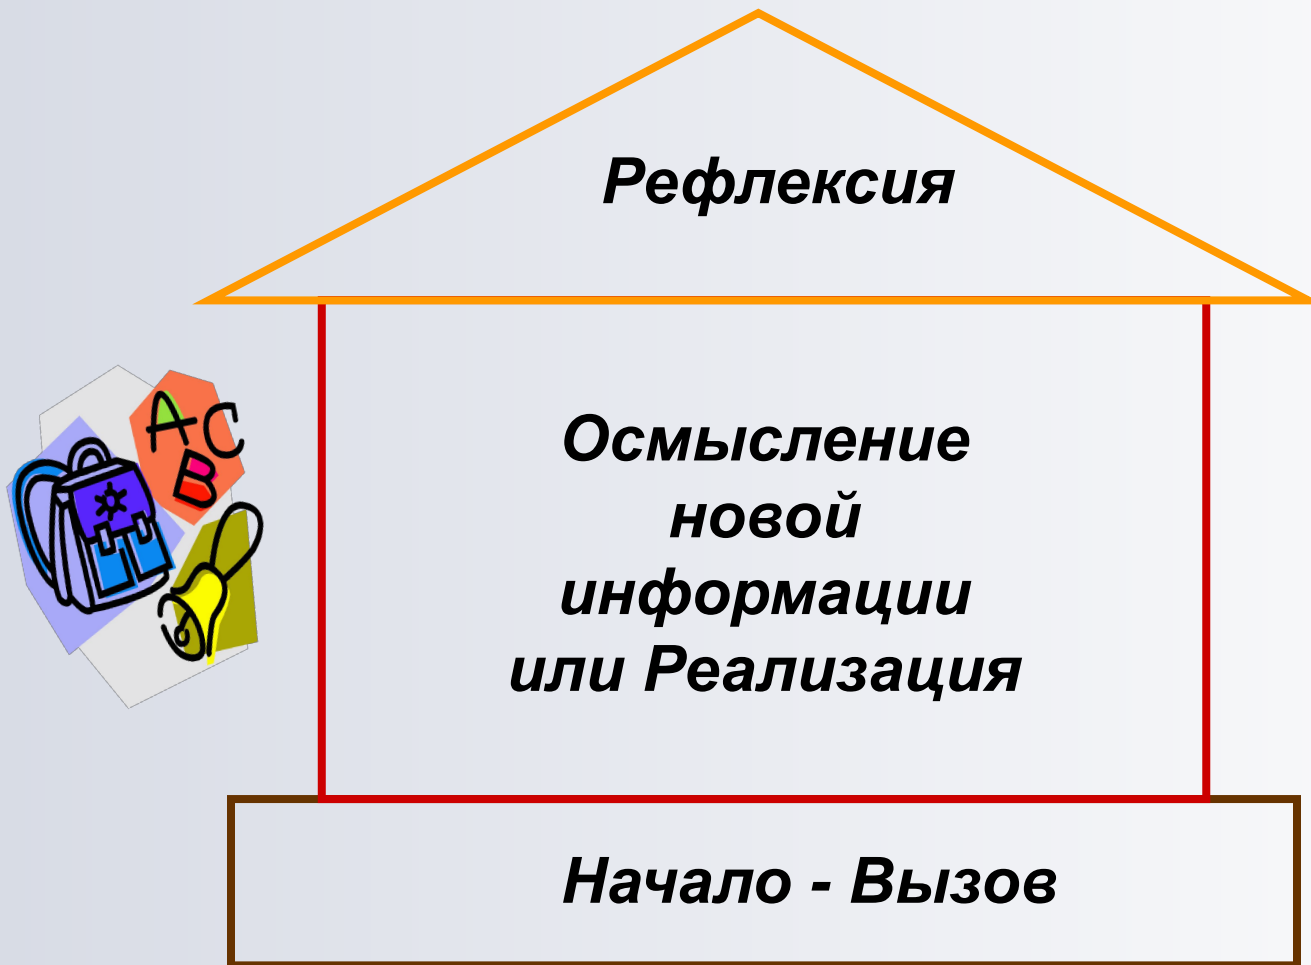 Рефлексия
A C
B
Осмысление
новой
информации
или Реализация
Начало - Вызов